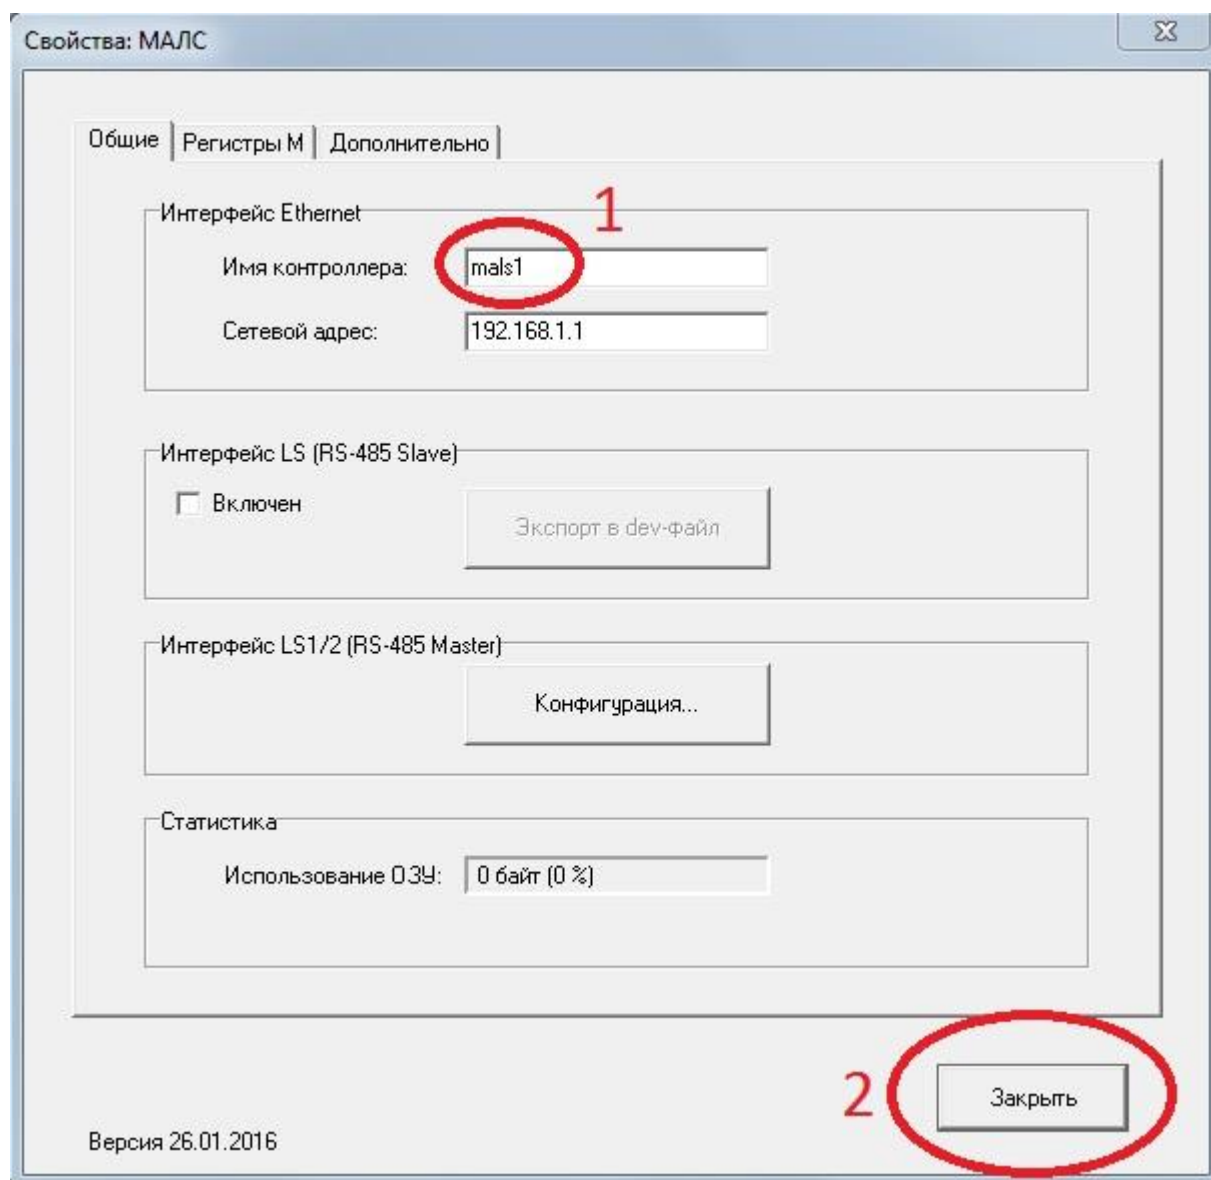 Свойства: МАЛС
Общие Регистры М Дополнительно
Интерфейс Ethernet 1
Имя контроллера: mals1
Сетевой адрес: 192.168.1.1
Интерфейс LS (RS-485 Slave)
Включен Экспорт в dev-файл
Интерфейс LS1/2 (RS-485 Master)
Конфигурация...
Статистика
Использование ОЗУ: 0 байт (0 %)
2 Закрыть
Версия 26.01.2016